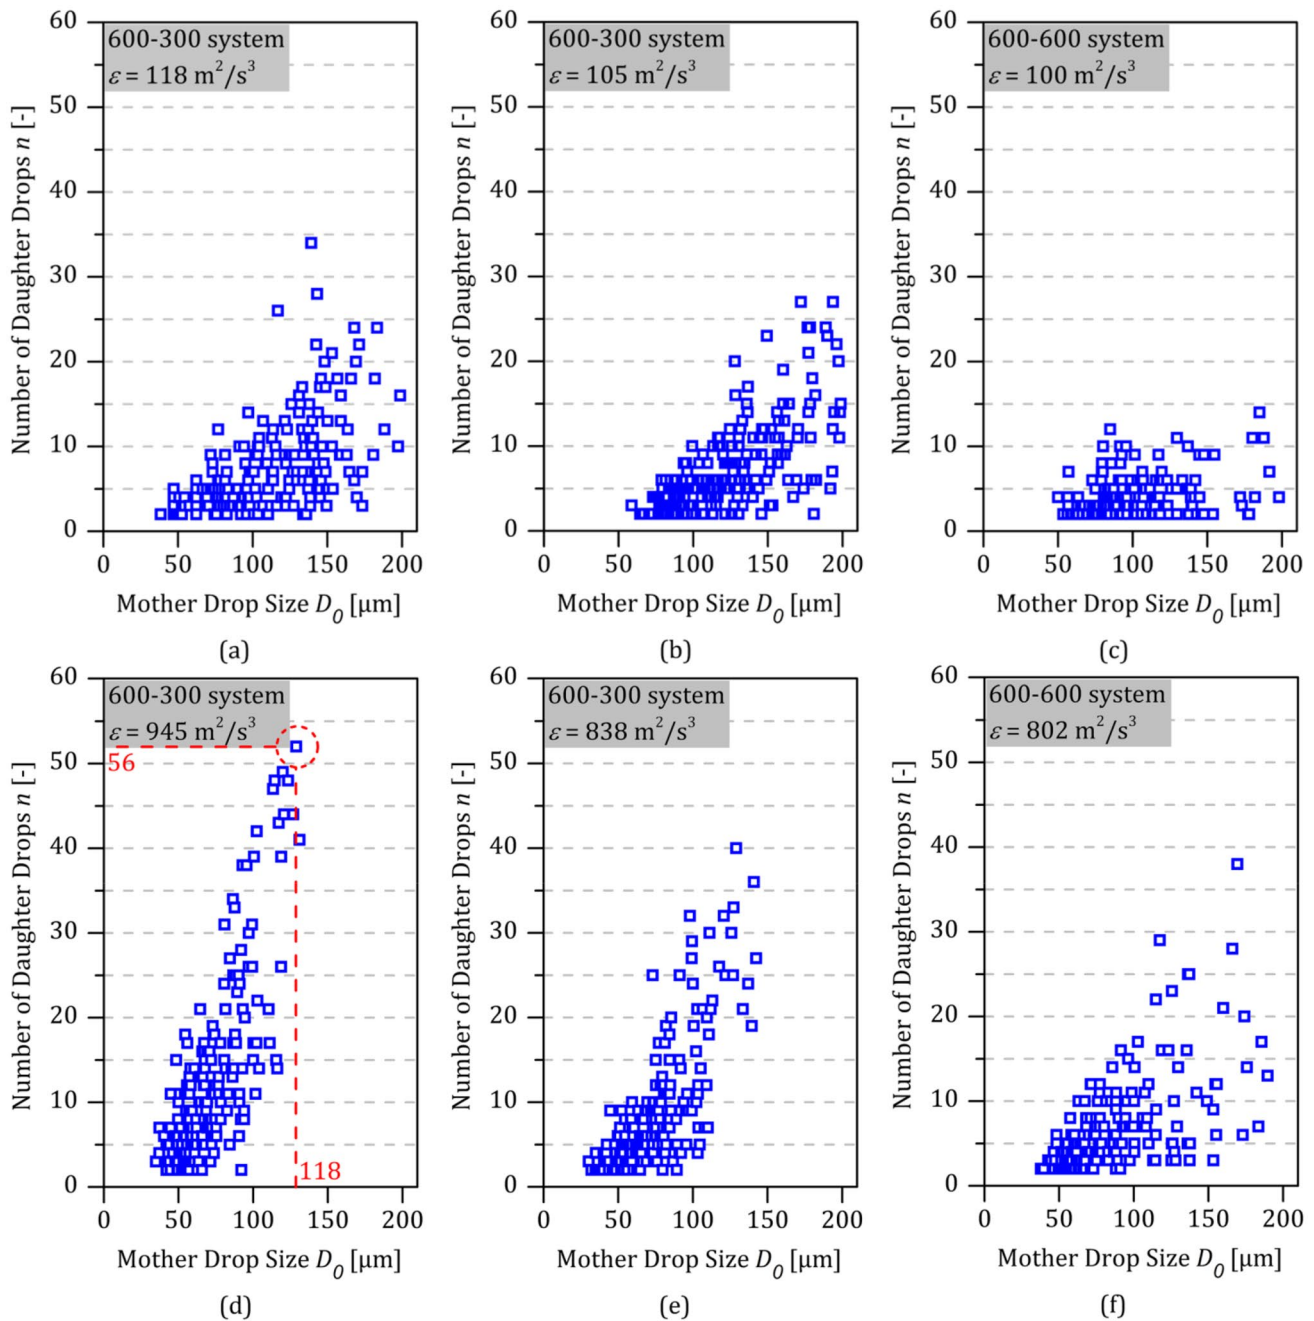 600-300 system
ε = 118 m²/s³
Number of Daughter Drops n [-]
60
50
40
30
20
10
0
0 50 100 150 200
Mother Drop Size D₀ [µm]
(a)
600-300 system
ε = 105 m²/s³
Number of Daughter Drops n [-]
60
50
40
30
20
10
0
0 50 100 150 200
Mother Drop Size D₀ [µm]
(b)
600-600 system
ε = 100 m²/s³
Number of Daughter Drops n [-]
60
50
40
30
20
10
0
0 50 100 150 200
Mother Drop Size D₀ [µm]
(c)
600-300 system
ε = 945 m²/s³
56
118
Number of Daughter Drops n [-]
60
50
40
30
20
10
0
0 50 100 150 200
Mother Drop Size D₀ [µm]
(d)
600-300 system
ε = 838 m²/s³
Number of Daughter Drops n [-]
60
50
40
30
20
10
0
0 50 100 150 200
Mother Drop Size D₀ [µm]
(e)
600-600 system
ε = 802 m²/s³
Number of Daughter Drops n [-]
60
50
40
30
20
10
0
0 50 100 150 200
Mother Drop Size D₀ [µm]
(f)